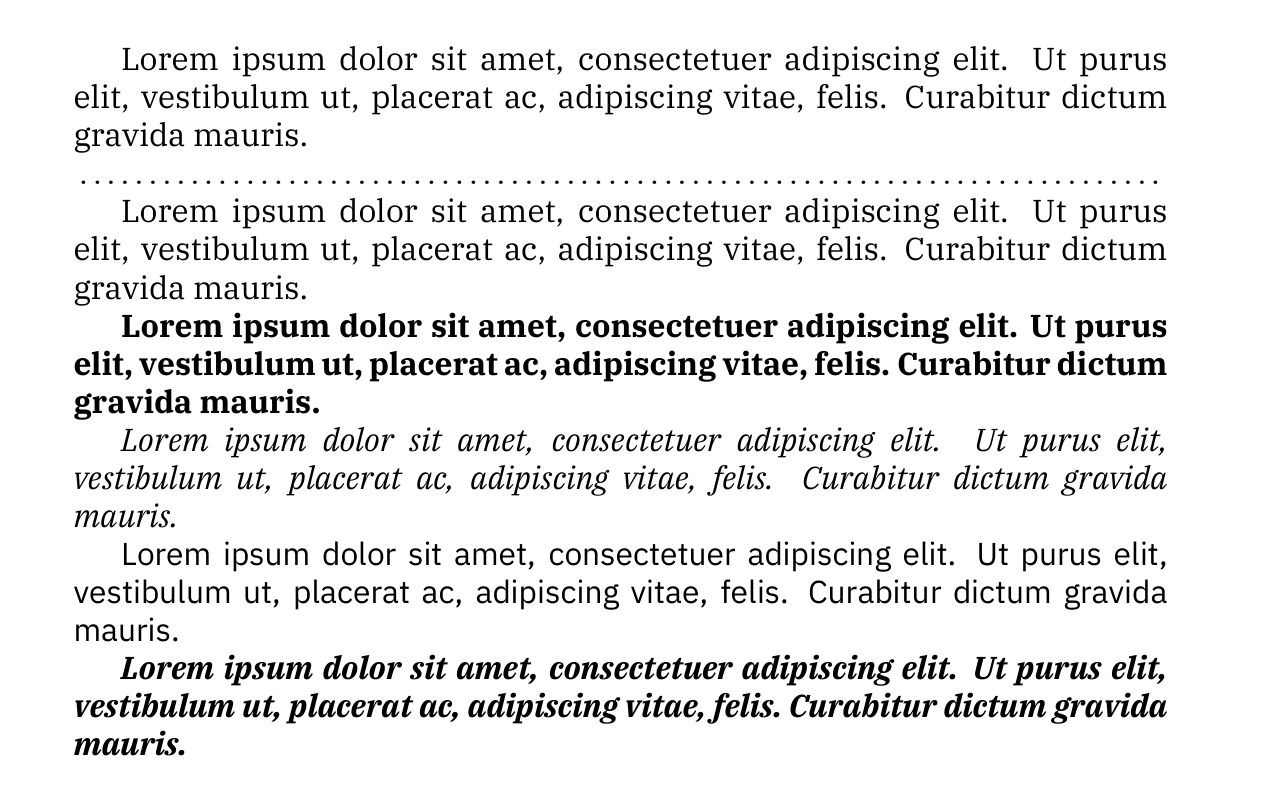 Lorem ipsum dolor sit amet, consectetuer adipiscing elit. Ut purus
elit, vestibulum ut, placerat ac, adipiscing vitae, felis. Curabitur dictum
gravida mauris.
. . . . . . . . . . . . . . . . . . . . . . . . . . . . . . . . . . . . . . . . . . . . . . . . . . . . . . . . . . . . . . . . . . . . . . . . . . . . . .
Lorem ipsum dolor sit amet, consectetuer adipiscing elit. Ut purus
elit, vestibulum ut, placerat ac, adipiscing vitae, felis. Curabitur dictum
gravida mauris.
Lorem ipsum dolor sit amet, consectetuer adipiscing elit. Ut purus
elit, vestibulum ut, placerat ac, adipiscing vitae, felis. Curabitur dictum
gravida mauris.
Lorem ipsum dolor sit amet, consectetuer adipiscing elit. Ut purus elit,
vestibulum ut, placerat ac, adipiscing vitae, felis. Curabitur dictum gravida
mauris.
Lorem ipsum dolor sit amet, consectetuer adipiscing elit. Ut purus elit,
vestibulum ut, placerat ac, adipiscing vitae, felis. Curabitur dictum gravida
mauris.
Lorem ipsum dolor sit amet, consectetuer adipiscing elit. Ut purus elit,
vestibulum ut, placerat ac, adipiscing vitae, felis. Curabitur dictum gravida
mauris.